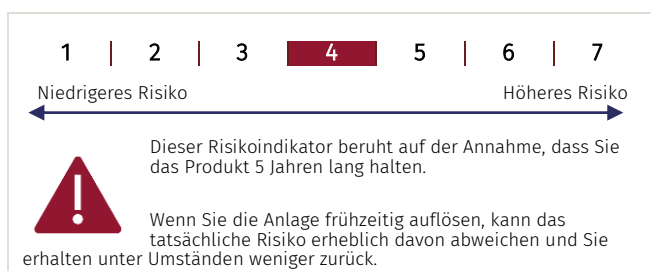 1 | 2 | 3 | 4 | 5 | 6 | 7
Niedrigeres Risiko Höheres Risiko
Dieser Risikoindikator beruht auf der Annahme, dass Sie
das Produkt 5 Jahren lang halten.
Wenn Sie die Anlage frühzeitig auflösen, kann das
tatsächliche Risiko erheblich davon abweichen und Sie
erhalten unter Umständen weniger zurück.